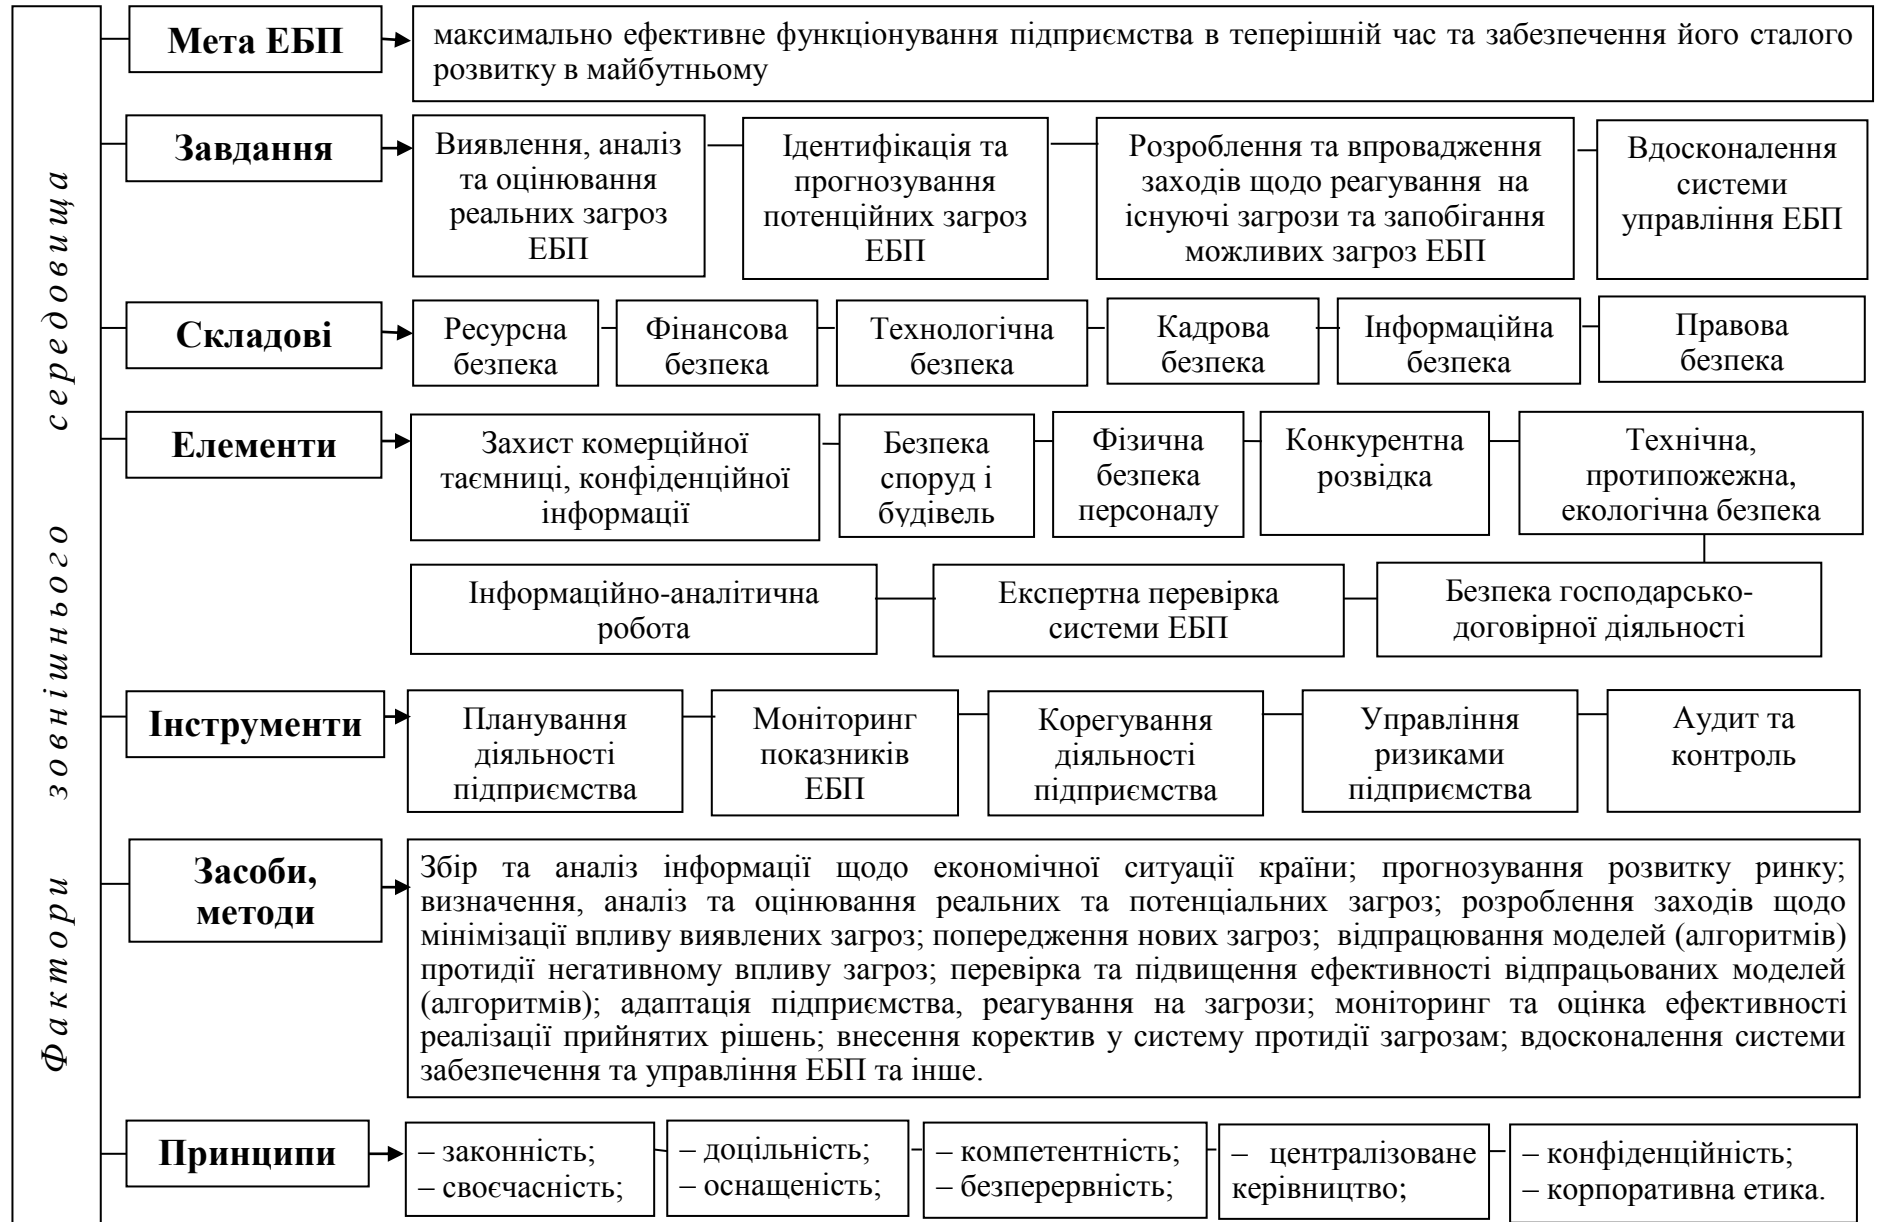 Фактори зовнішнього середовища
Мета ЕБП
максимально ефективне функціонування підприємства в теперішній час та забезпечення його сталого
розвитку в майбутньому
Завдання
Виявлення, аналіз
та оцінювання
реальних загроз
ЕБП
Ідентифікація та
прогнозування
потенційних загроз
ЕБП
Розроблення та впровадження
заходів щодо реагування на
існуючі загрози та запобігання
можливих загроз ЕБП
Вдосконалення
системи
управління ЕБП
Складові
Ресурсна
безпека
Фінансова
безпека
Технологічна
безпека
Кадрова
безпека
Інформаційна
безпека
Правова
безпека
Елементи
Захист комерційної
таємниці, конфіденційної
інформації
Безпека
споруд і
будівель
Фізична
безпека
персоналу
Конкурентна
розвідка
Технічна,
протипожежна,
екологічна безпека
Інформаційно-аналітична
робота
Експертна перевірка
системи ЕБП
Безпека господарсько-
договірної діяльності
Інструменти
Планування
діяльності
підприємства
Моніторинг
показників
ЕБП
Корегування
діяльності
підприємства
Управління
ризиками
підприємства
Аудит та
контроль
Засоби,
методи
Збір та аналіз інформації щодо економічної ситуації країни; прогнозування розвитку ринку;
визначення, аналіз та оцінювання реальних та потенціальних загроз; розроблення заходів щодо
мінімізації впливу виявлених загроз; попередження нових загроз; відпрацювання моделей (алгоритмів)
протидії негативному впливу загроз; перевірка та підвищення ефективності відпрацьованих моделей
(алгоритмів); адаптація підприємства, реагування на загрози; моніторинг та оцінка ефективності
реалізації прийнятих рішень; внесення коректив у систему протидії загрозам; вдосконалення системи
забезпечення та управління ЕБП та інше.
Принципи
– законність;
– своєчасність;
– доцільність;
– оснащеність;
– компетентність;
– безперервність;
– централізоване
керівництво;
– конфіденційність;
– корпоративна етика.